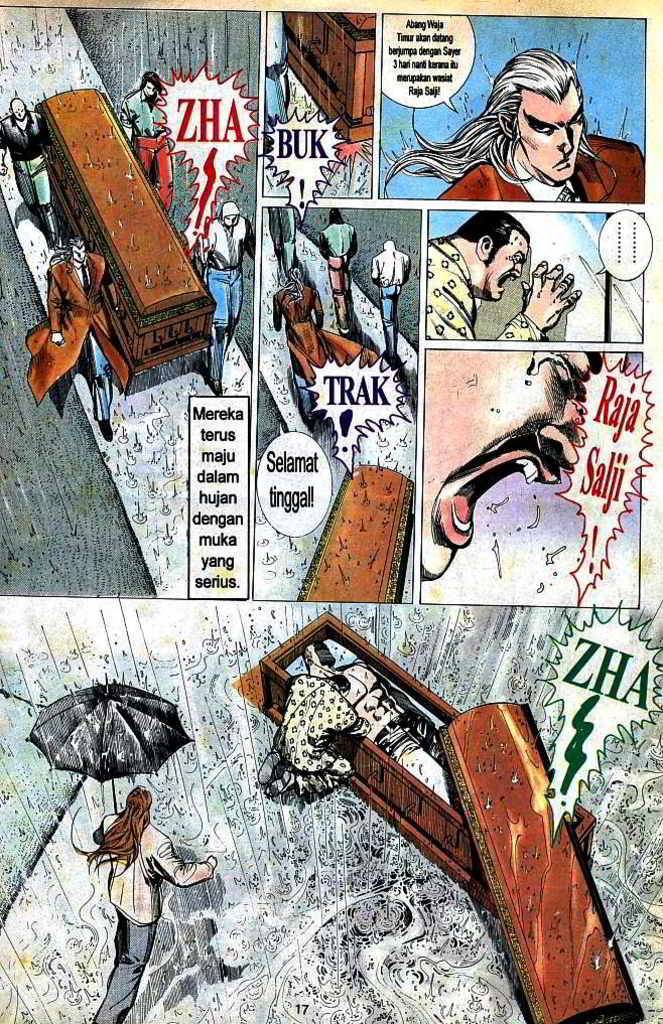 ZHA
!
BUK
!
Abang Waja
Timur akan datang
berjumpa dengan Sayer
3 hari nanti kerana itu
merupakan wasiat
Raja Salji!
......
TRAK
!
Mereka
terus
maju
dalam
hujan
dengan
muka
yang
serius.
Selamat
tinggal!
Raja
Salji
!
ZHA
!
17